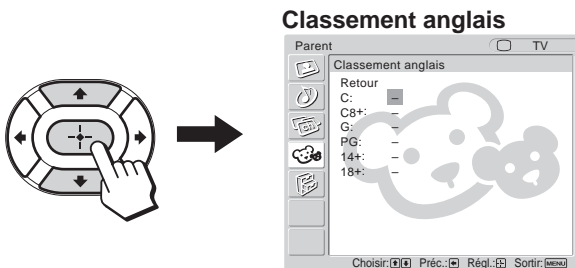 Classement anglais
Parent TV
Classement anglais
Retour
C: –
C8+: –
G: –
PG: –
14+: –
18+: –
Choisir: Préc.: Régl.: Sortir: MENU